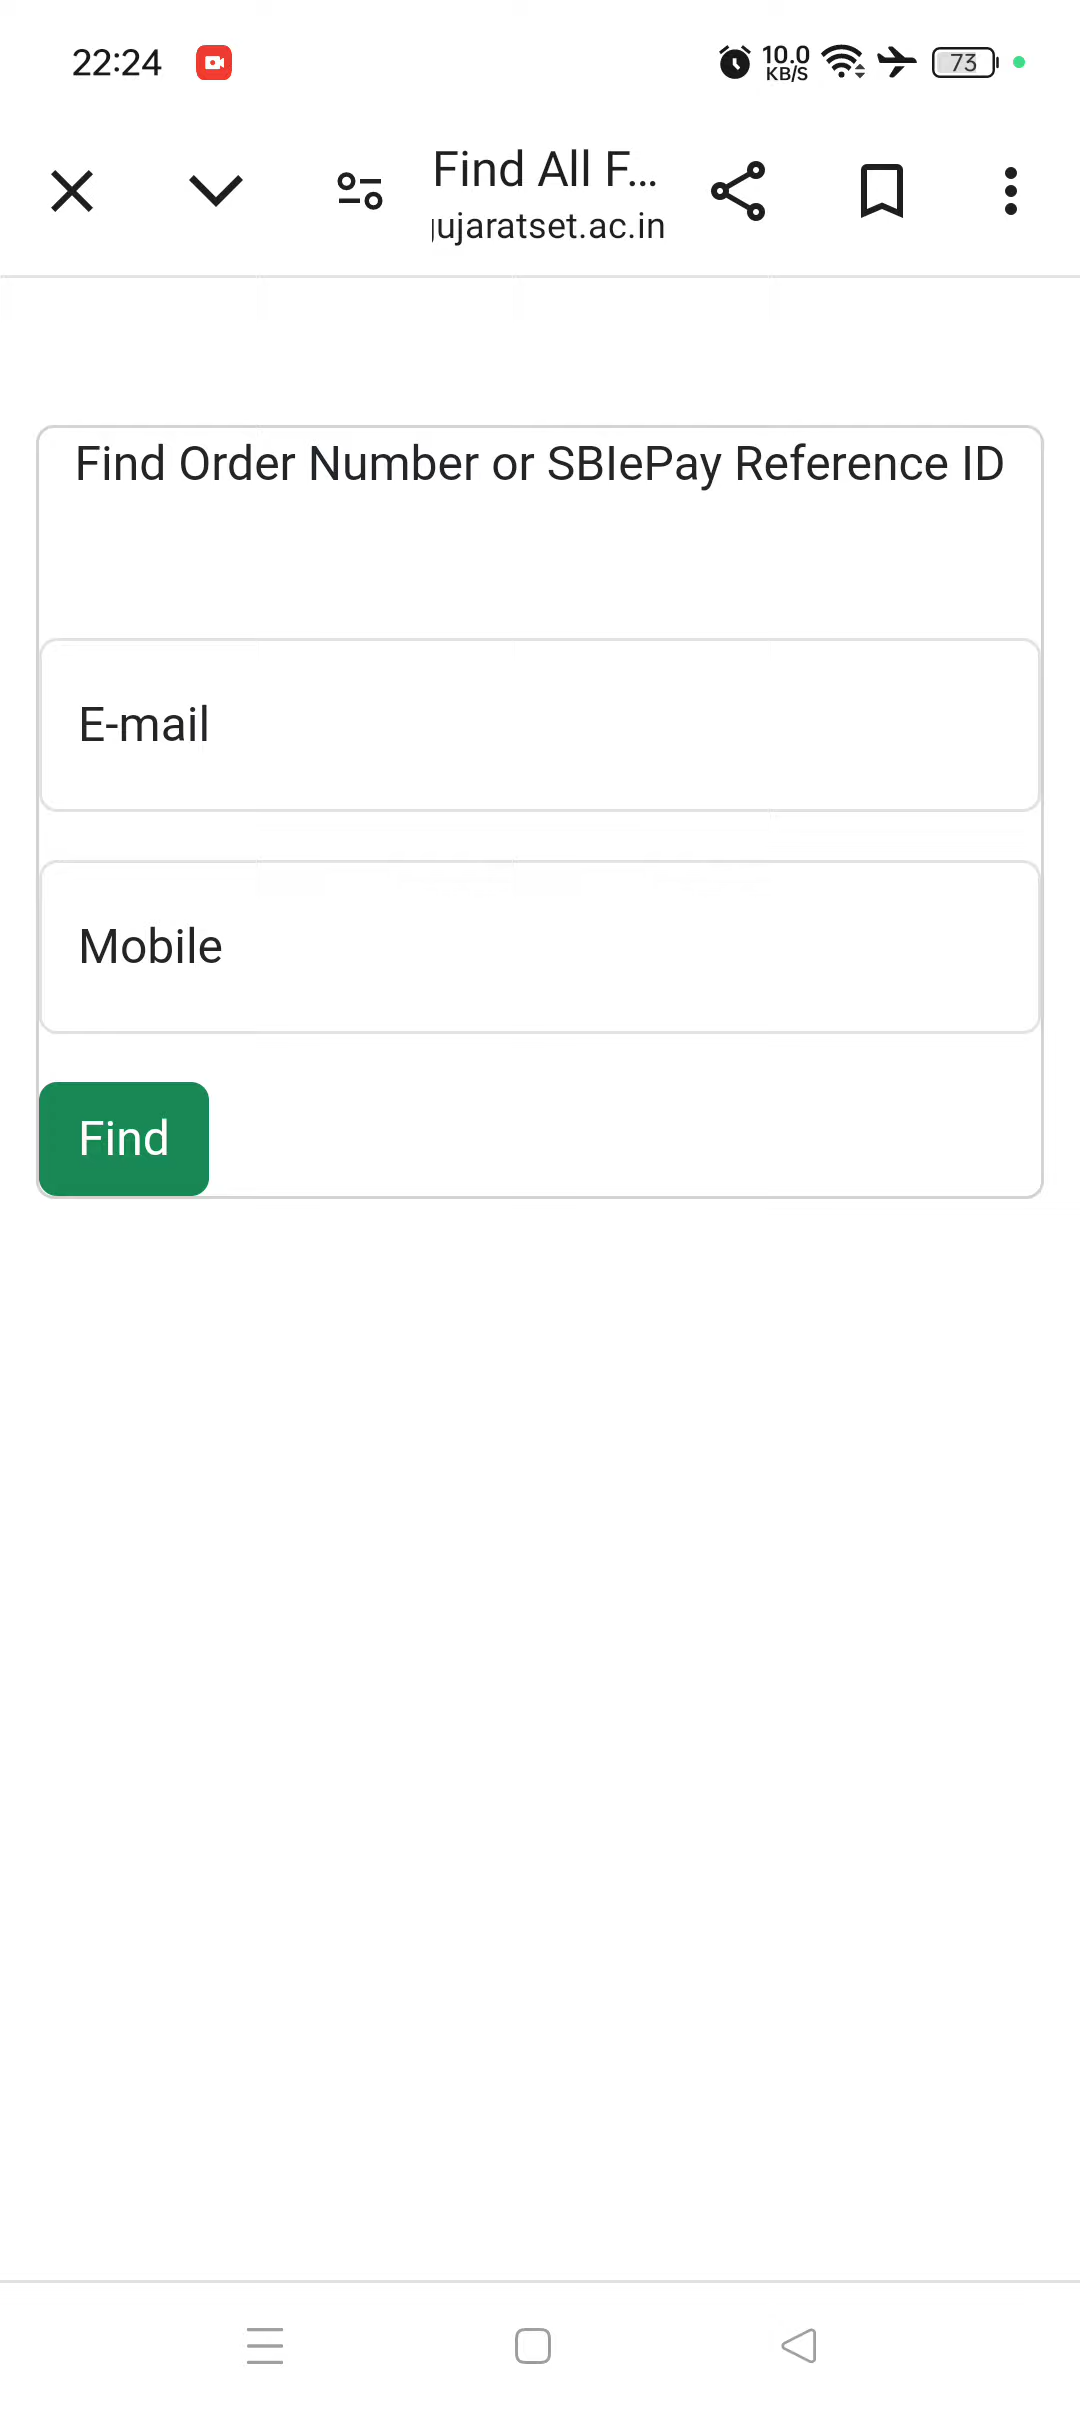 22:24
10.0
KB/S
73
Find All F...
ujaratset.ac.in
Find Order Number or SBIePay Reference ID
E-mail
Mobile
Find